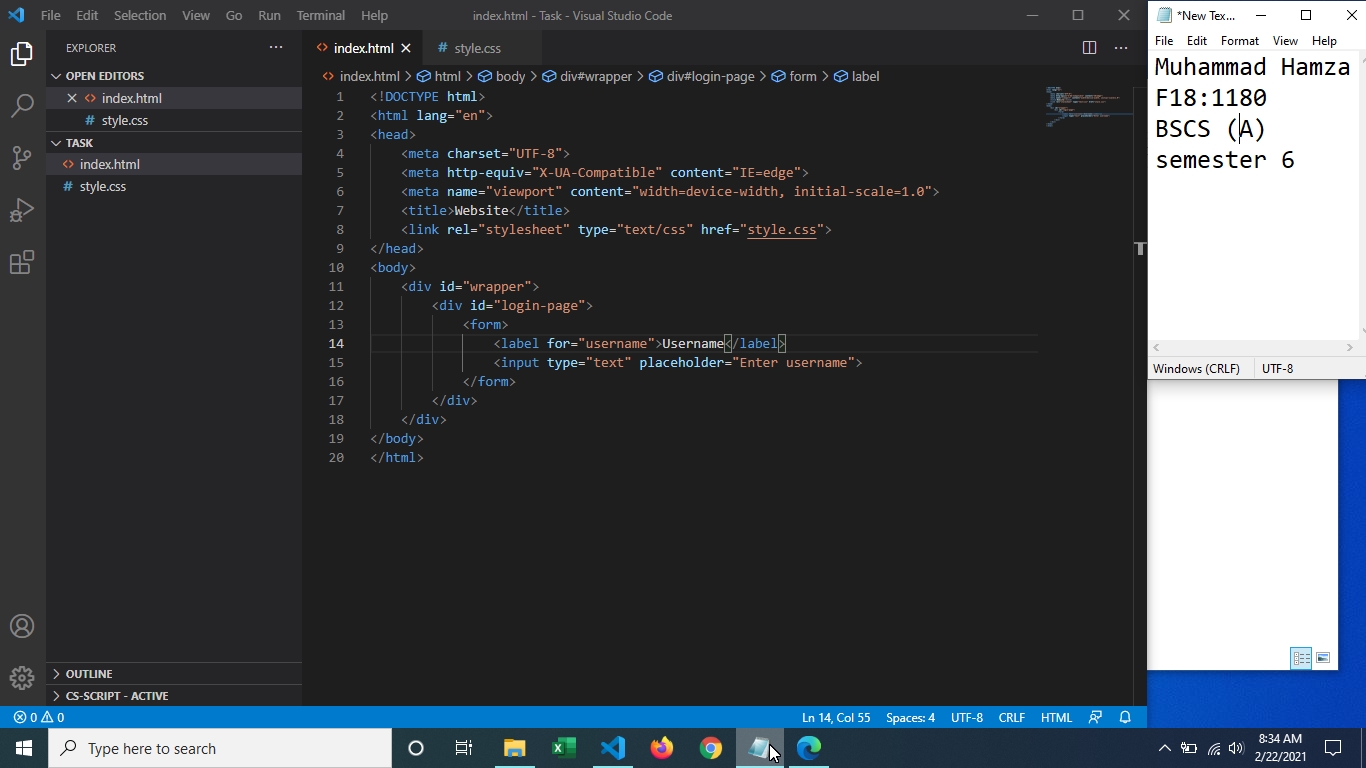 File Edit Selection View Go Run Terminal Help
index.html - Task - Visual Studio Code
EXPLORER
OPEN EDITORS
index.html
style.css
TASK
index.html
style.css
OUTLINE
CS-SCRIPT - ACTIVE
index.html
style.css
index.html > html > body > div#wrapper > div#login-page > form > label
1 <!DOCTYPE html>
2 <html lang="en">
3 <head>
4 <meta charset="UTF-8">
5 <meta http-equiv="X-UA-Compatible" content="IE=edge">
6 <meta name="viewport" content="width=device-width, initial-scale=1.0">
7 <title>Website</title>
8 <link rel="stylesheet" type="text/css" href="style.css">
9 </head>
10 <body>
11 <div id="wrapper">
12 <div id="login-page">
13 <form>
14 <label for="username">Username</label>
15 <input type="text" placeholder="Enter username">
16 </form>
17 </div>
18 </div>
19 </body>
20 </html>
0 0
Ln 14, Col 55 Spaces: 4 UTF-8 CRLF HTML
*New Tex...
File Edit Format View Help
Muhammad Hamza
F18:1180
BSCS (A)
semester 6
Windows (CRLF) UTF-8
Type here to search
8:34 AM
2/22/2021